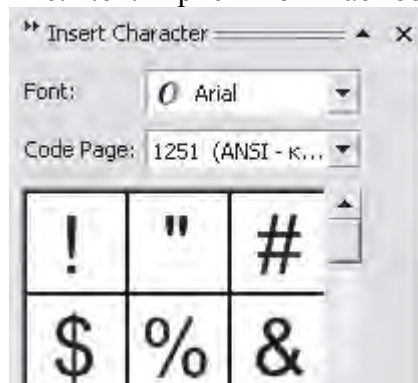 Insert Character
Font: O Arial
Code Page: 1251 (ANSI - к...
! " #
$ % &